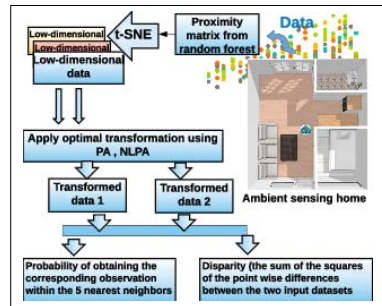 Low-dimensional
Low-dimensional
Low-dimensional
data
t-SNE
Proximity
matrix from
random forest
Data
Ambient sensing home
Apply optimal transformation using
PA , NLPA
Transformed
data 1
Transformed
data 2
Probability of obtaining the
corresponding observation
within the 5 nearest neighbors
Disparity (the sum of the squares
of the point wise differences
between the two input datasets